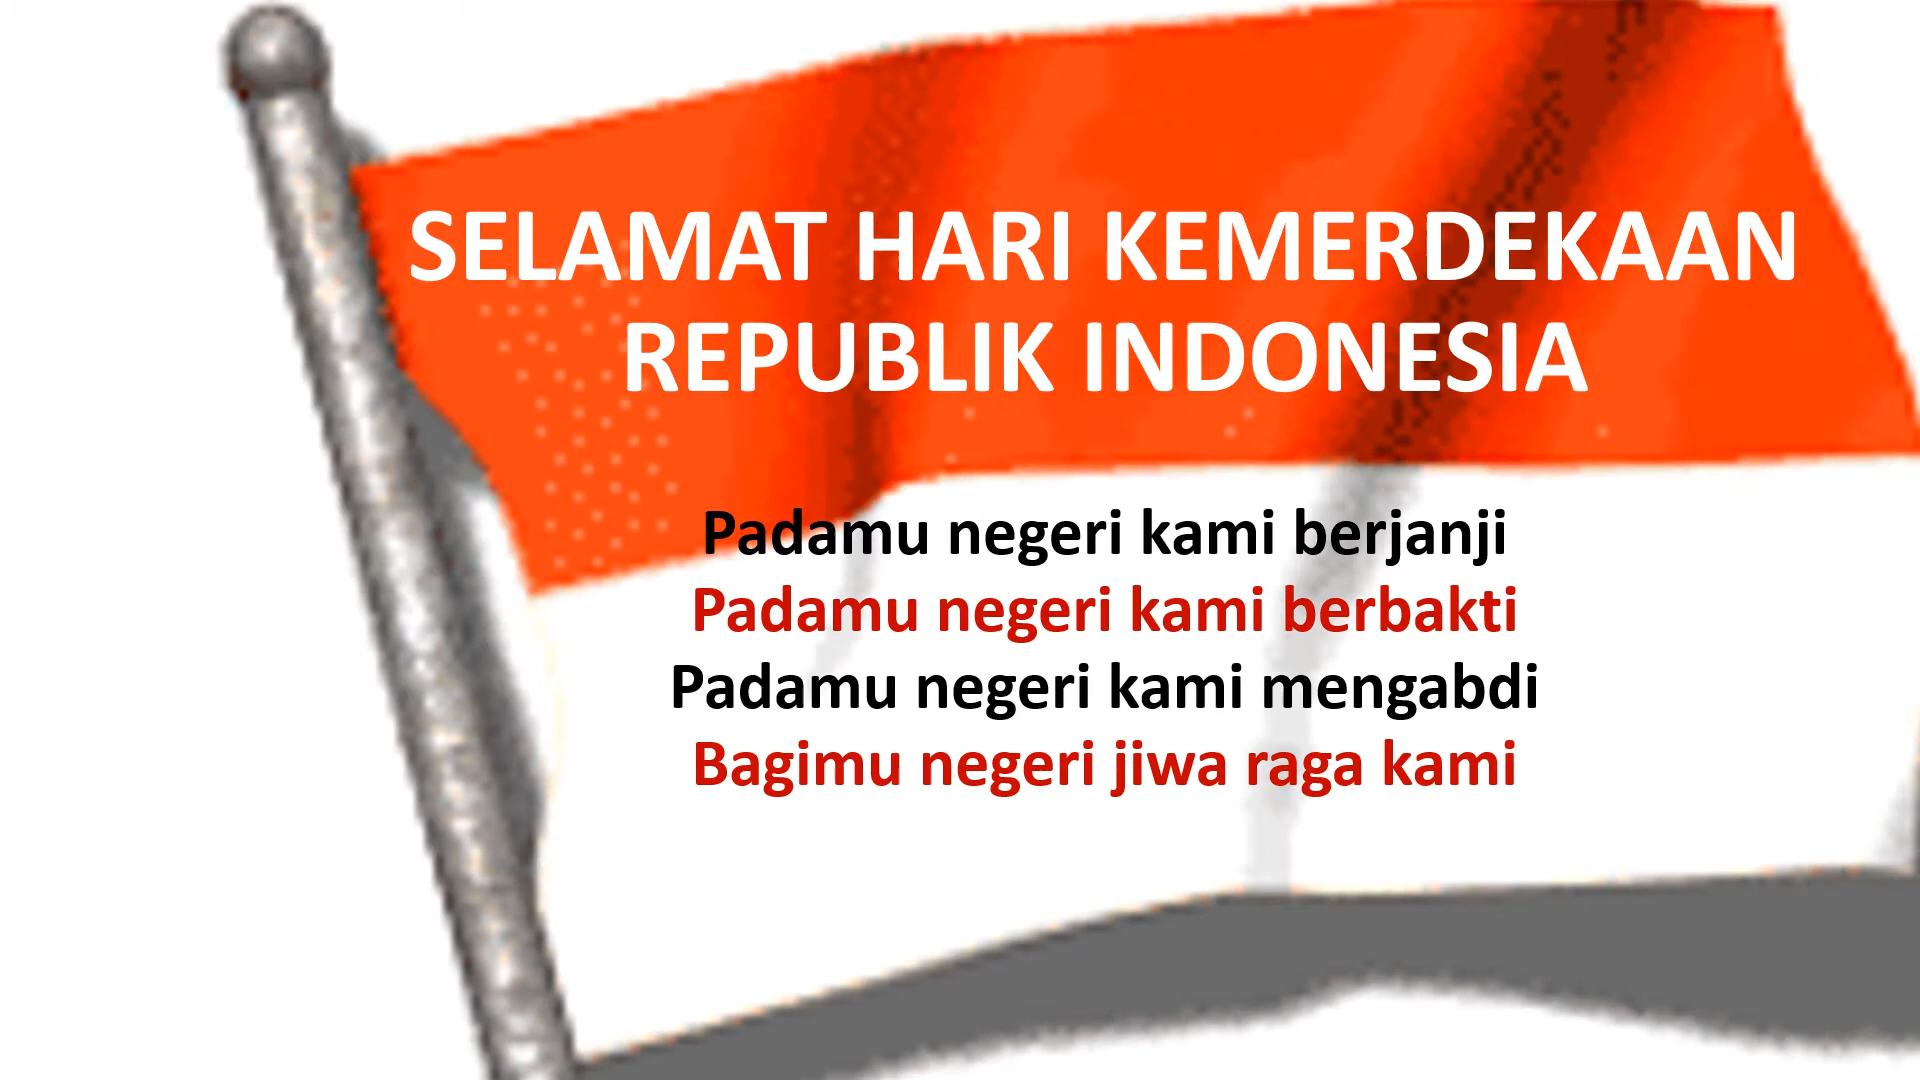 SELAMAT HARI KEMERDEKAAN
REPUBLIK INDONESIA
Padamu negeri kami berjanji
Padamu negeri kami berbakti
Padamu negeri kami mengabdi
Bagimu negeri jiwa raga kami